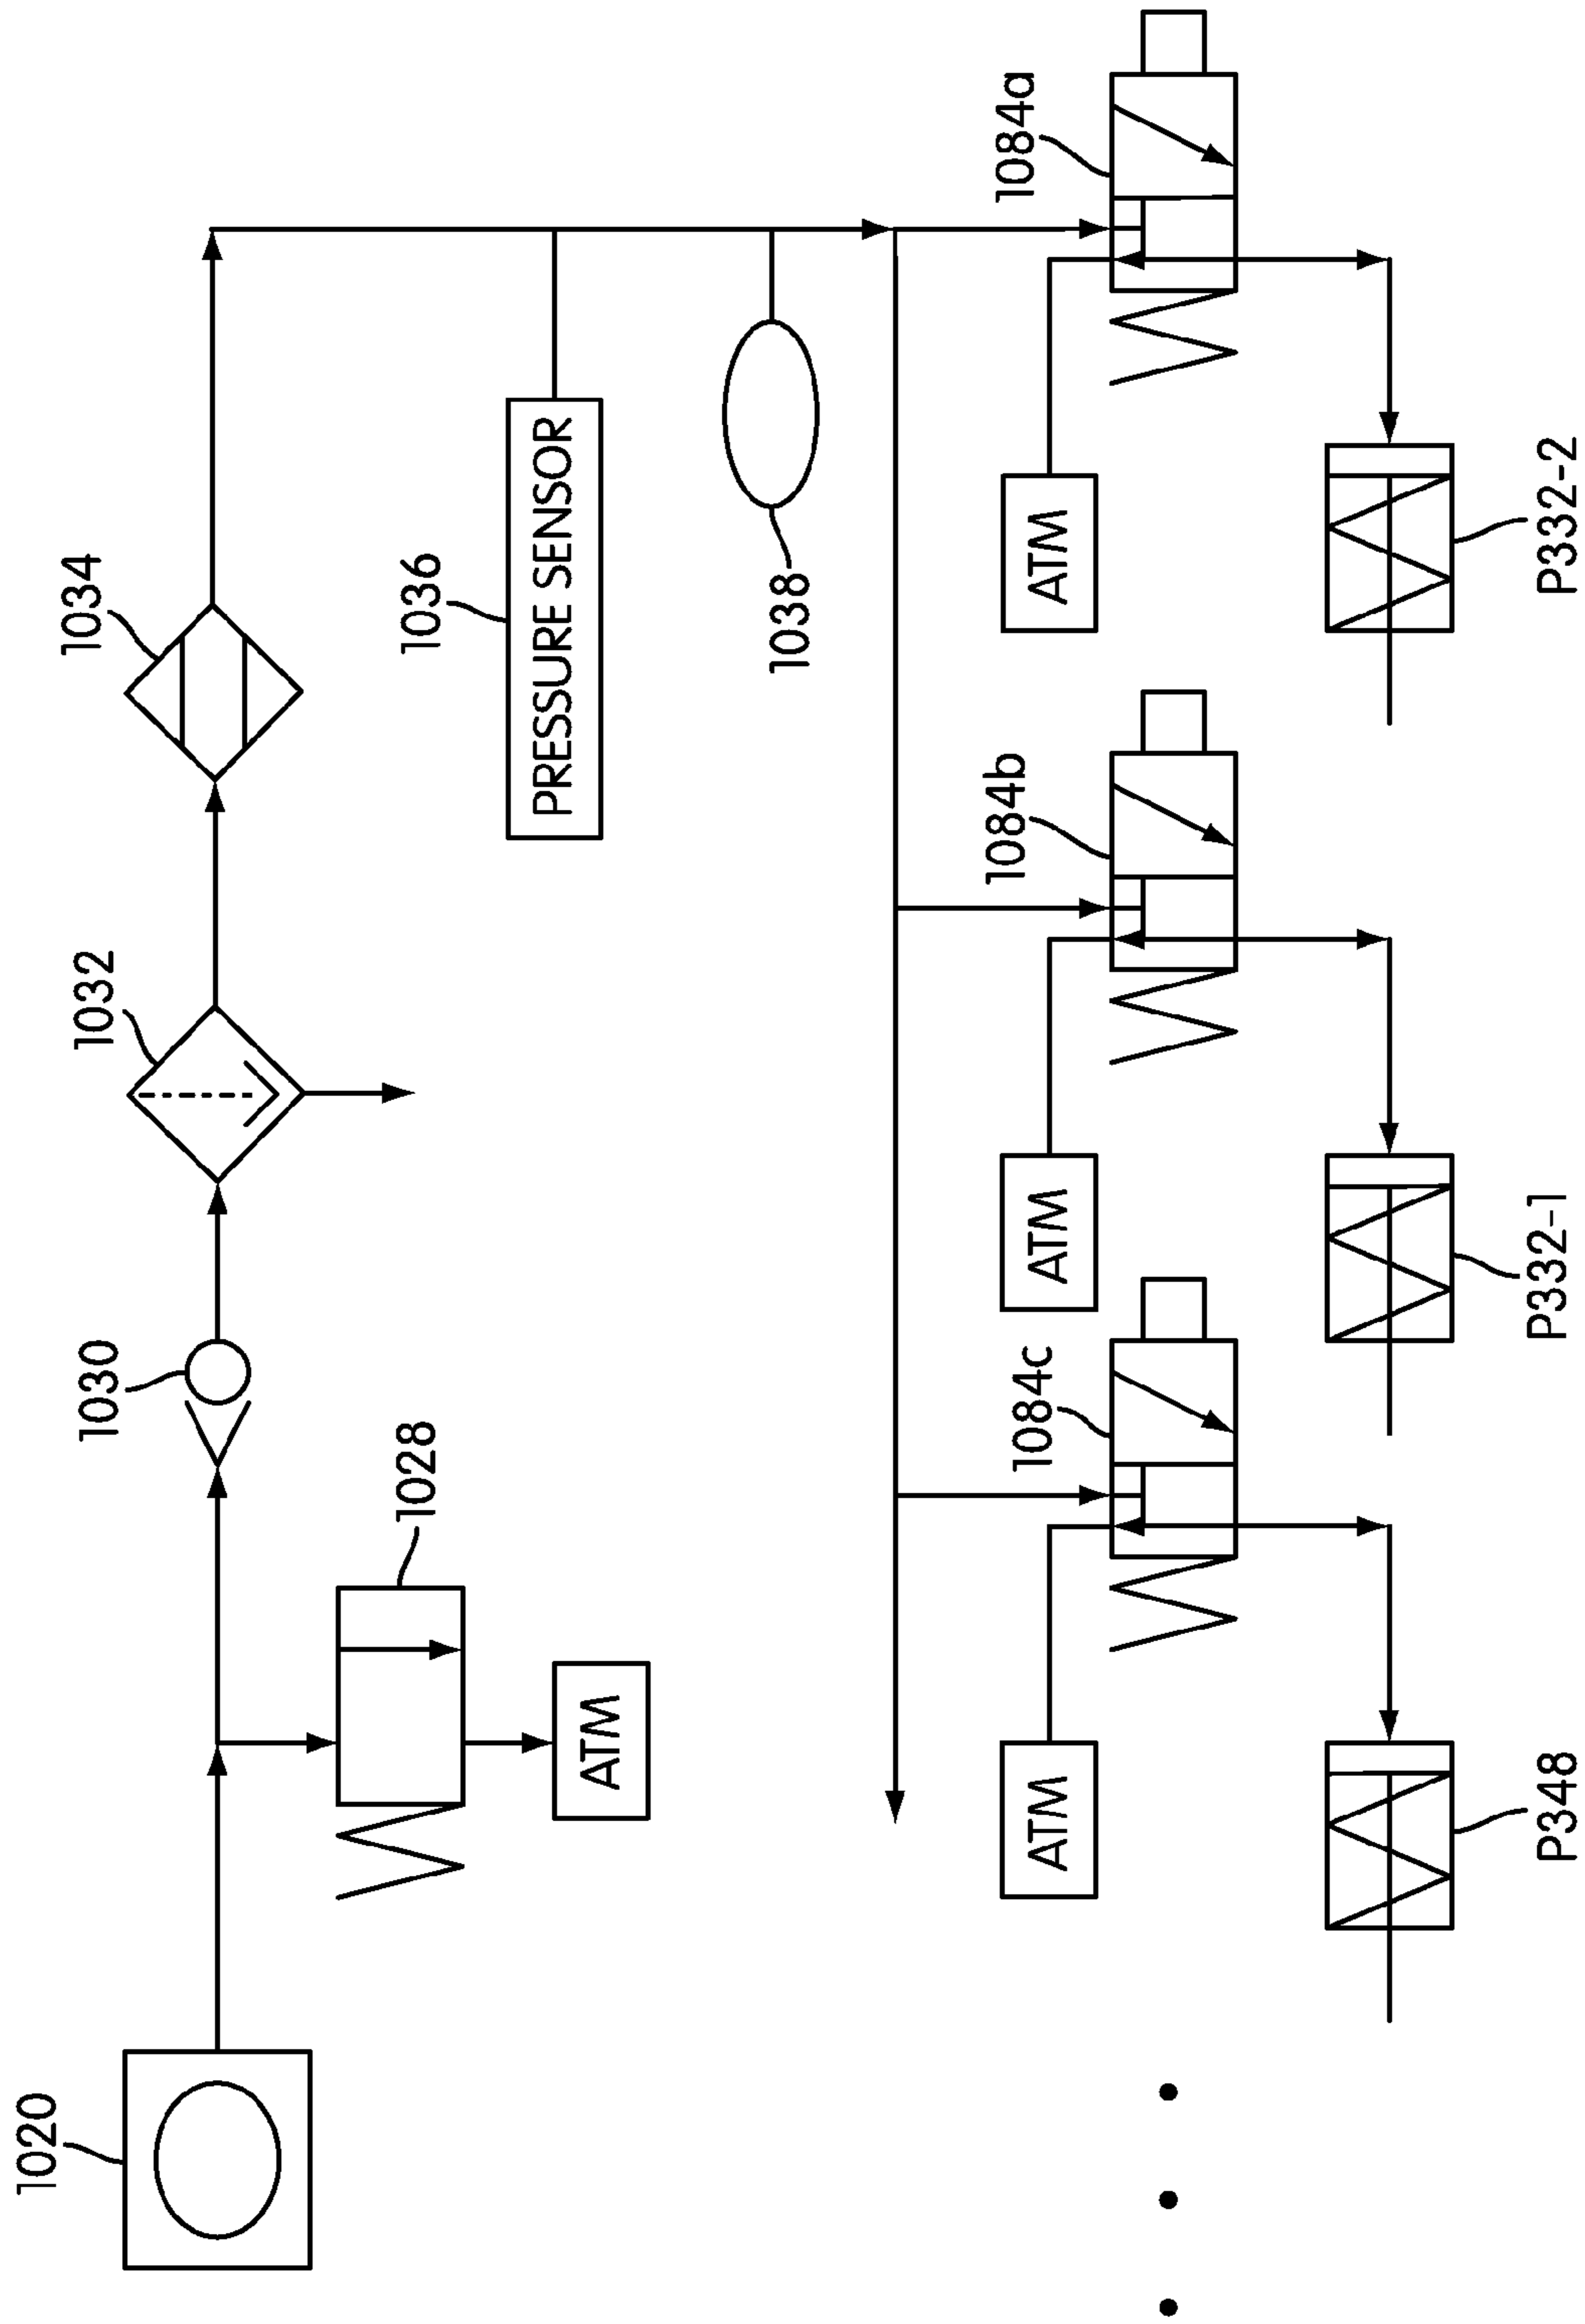 1020
1028
ATM
1030
1032
1034
1036
PRESSURE SENSOR
1038
1084c
ATM
P348
1084b
ATM
P332-1
1084a
ATM
P332-2